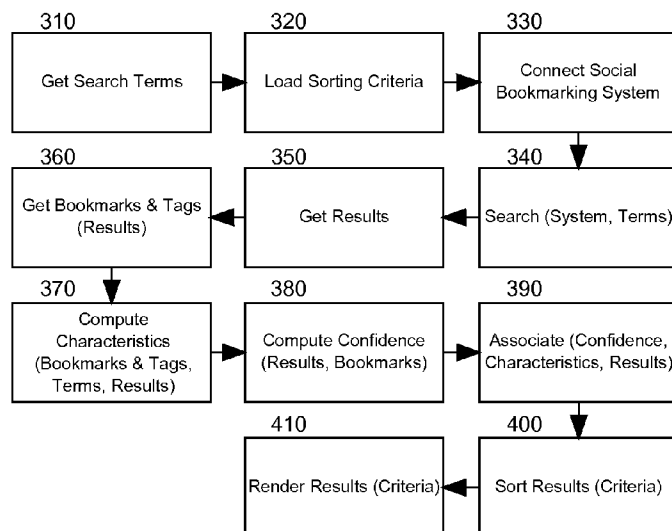 310
Get Search Terms
320
Load Sorting Criteria
330
Connect Social
Bookmarking System
340
Search (System, Terms)
350
Get Results
360
Get Bookmarks & Tags
(Results)
370
Compute
Characteristics
(Bookmarks & Tags,
Terms, Results)
380
Compute Confidence
(Results, Bookmarks)
390
Associate (Confidence,
Characteristics, Results)
400
Sort Results (Criteria)
410
Render Results (Criteria)